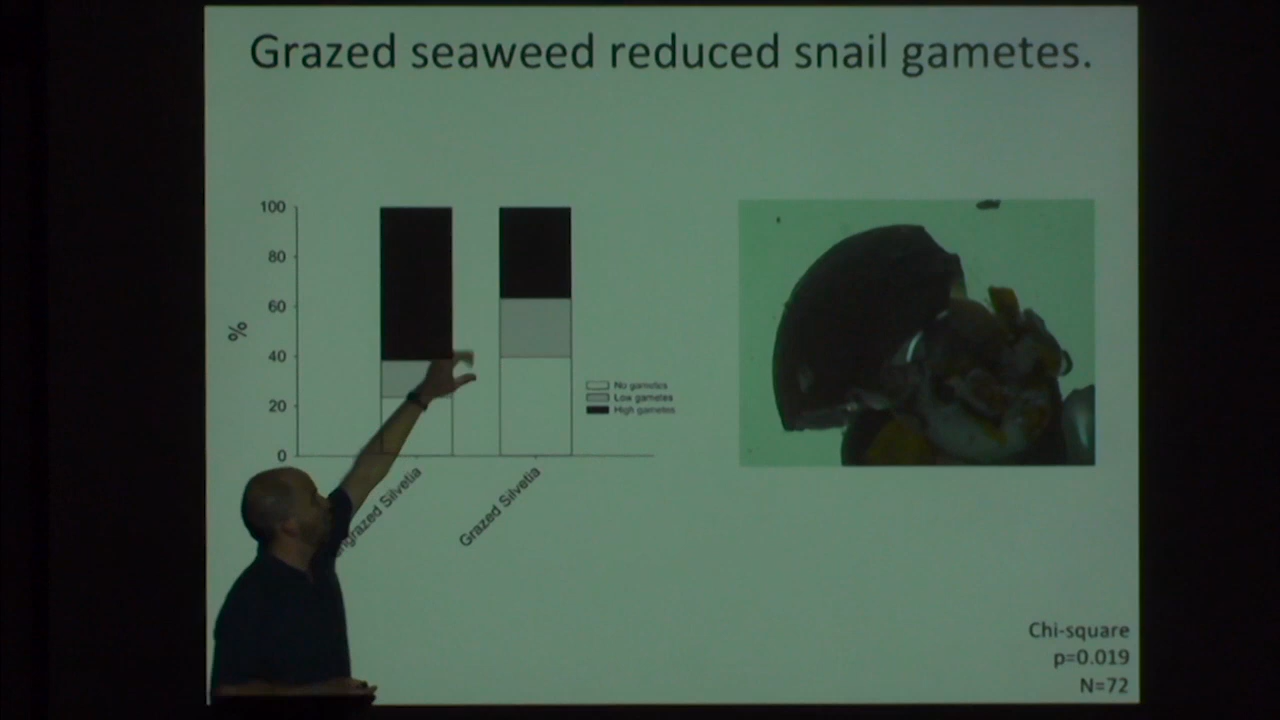 Grazed seaweed reduced snail gametes.
100
80
60
40
20
0
%
No gametes
Low gametes
High gametes
Silvetia
Grazed Silvetia
Chi-square
p=0.019
N=72